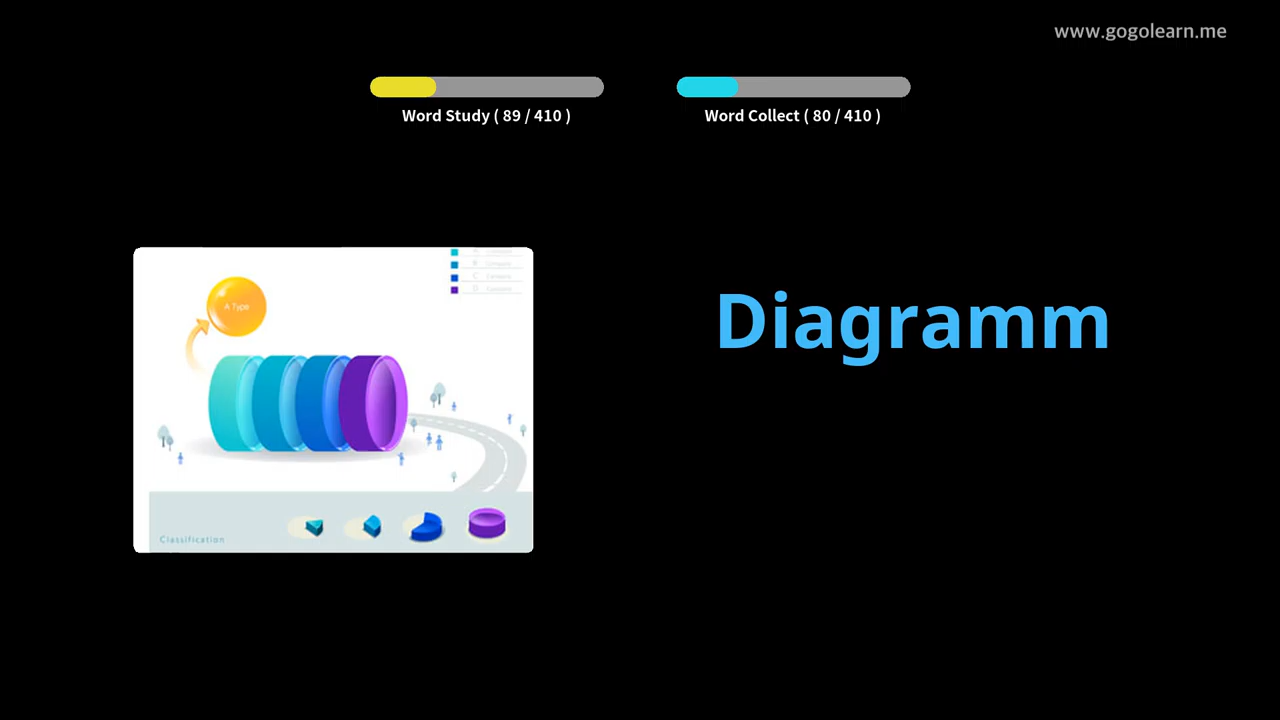 www.gogolearn.me
Word Study ( 89 / 410 )
Word Collect ( 80 / 410 )
A Type
Diagramm
Classification